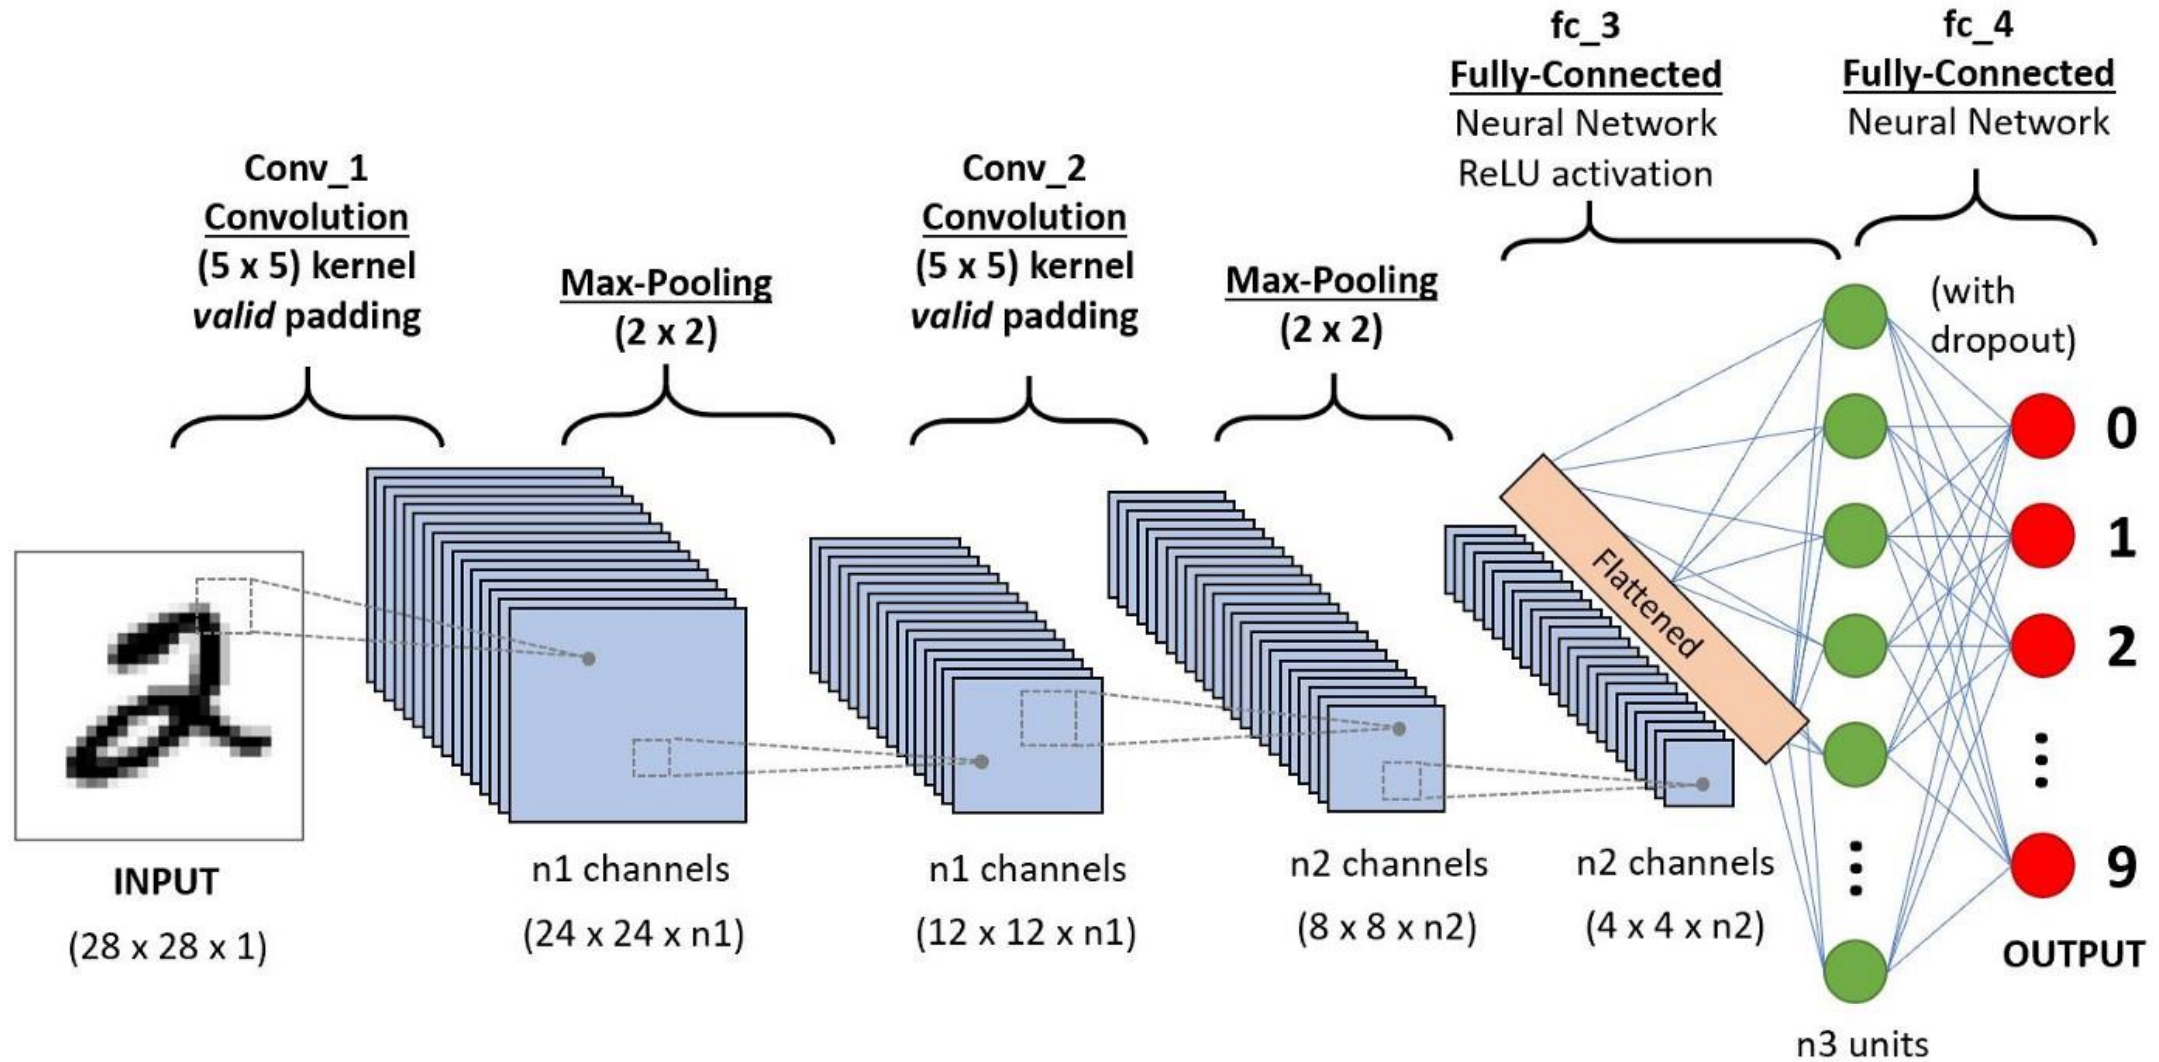 fc_3
Fully-Connected
Neural Network
ReLU activation
fc_4
Fully-Connected
Neural Network
Conv_1
Convolution
(5 x 5) kernel
valid padding
Max-Pooling
(2 x 2)
Conv_2
Convolution
(5 x 5) kernel
valid padding
Max-Pooling
(2 x 2)
(with
dropout)
0
1
2
9
Flattened
INPUT
(28 x 28 x 1)
n1 channels
(24 x 24 x n1)
n1 channels
(12 x 12 x n1)
n2 channels
(8 x 8 x n2)
n2 channels
(4 x 4 x n2)
OUTPUT
n3 units